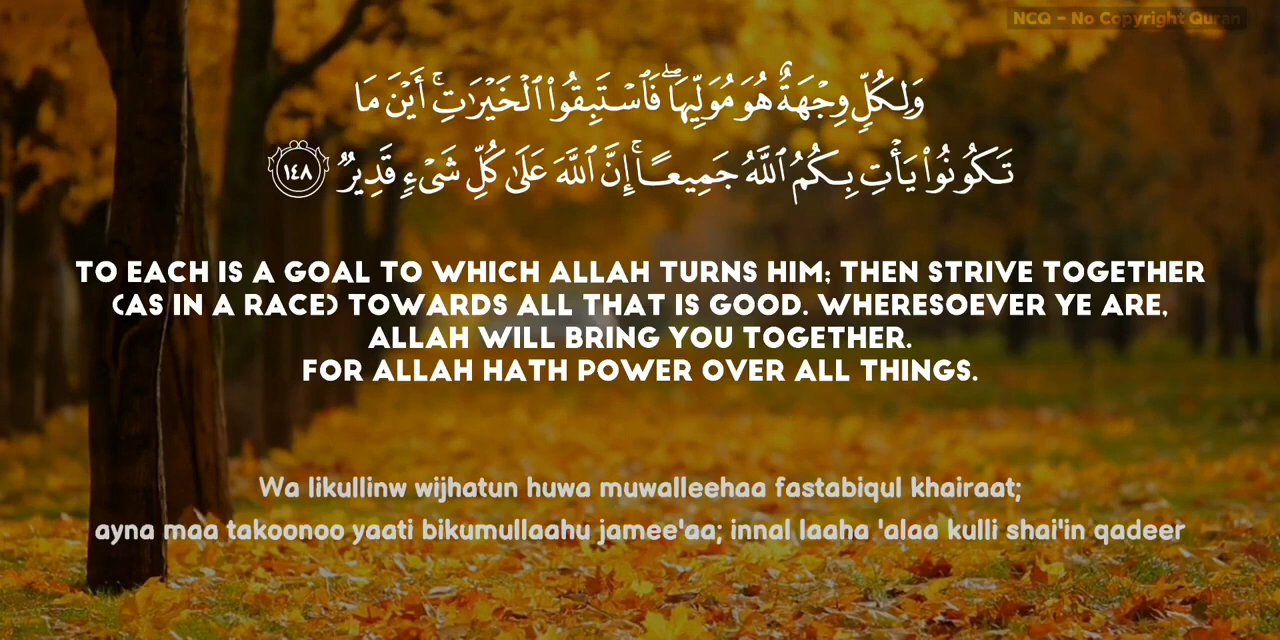 NCQ - No Copyright Quran
وَلِكُلٍّ وِجْهَةٌ هُوَ مُوَلِّيهَا ۖ فَٱسْتَبِقُوا۟ ٱلْخَيْرَٰتِ ۚ أَيْنَ مَا
تَكُونُوا۟ يَأْتِ بِكُمُ ٱللَّهُ جَمِيعًا ۚ إِنَّ ٱللَّهَ عَلَىٰ كُلِّ شَىْءٍ قَدِيرٌ ١٤٨
TO EACH IS A GOAL TO WHICH ALLAH TURNS HIM; THEN STRIVE TOGETHER
(AS IN A RACE) TOWARDS ALL THAT IS GOOD. WHERESOEVER YE ARE,
ALLAH WILL BRING YOU TOGETHER.
FOR ALLAH HATH POWER OVER ALL THINGS.
Wa likullinw wijhatun huwa muwalleehaa fastabiqul khairaat;
ayna maa takoonoo yaati bikumullaahu jamee'aa; innal laaha 'alaa kulli shai'in qadeer